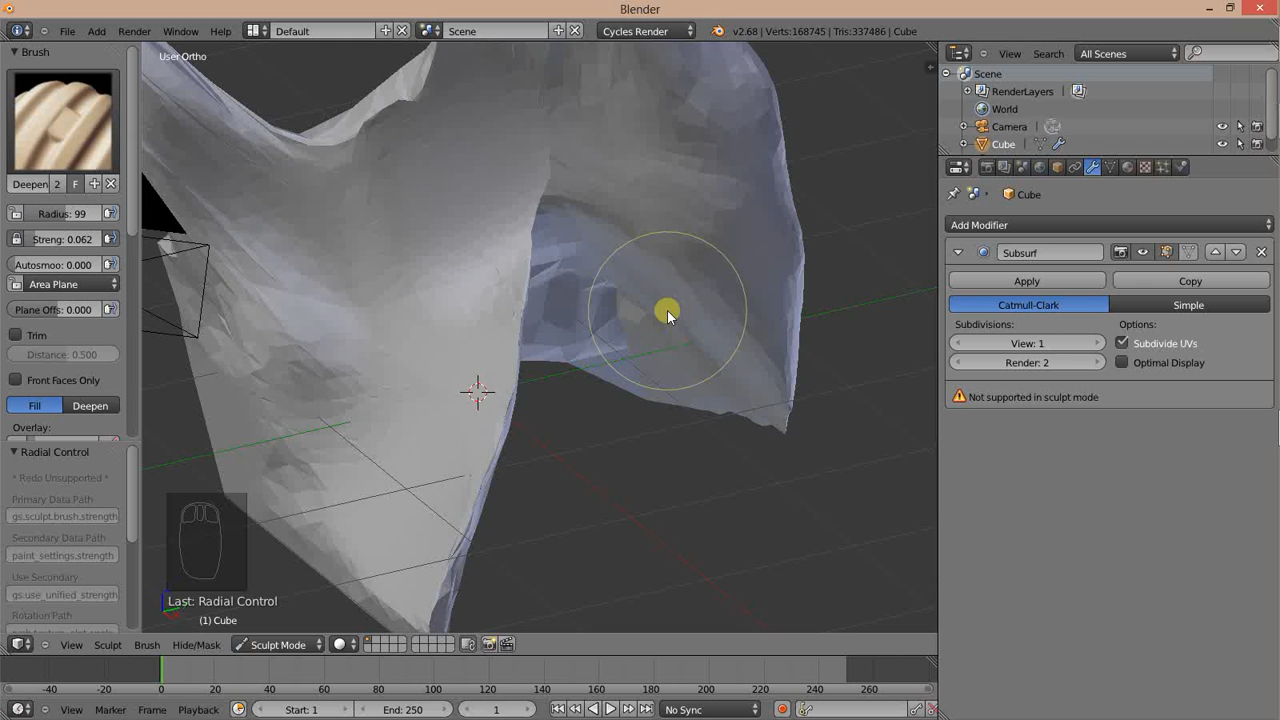 Blender
File Add Render Window Help Default Scene Cycles Render v2.68 | Verts:168745 | Tris:337486 | Cube
Brush
Deepen 2 F
Radius: 99
Streng: 0.062
Autosmoo: 0.000
Area Plane
Plane Offs: 0.000
Trim
Distance: 0.500
Front Faces Only
Fill Deepen
Radial Control
* Redo Unsupported *
Primary Data Path
gs.sculpt.brush.strength
Secondary Data Path
paint_settings.strength
Use Secondary
gs.use_unified_strength
Rotation Path
User Ortho
Last: Radial Control
(1) Cube
View Sculpt Brush Hide/Mask Sculpt Mode
-40 -20 0 20 40 60 80 100 120 140 160 180 200 220 240 260
View Marker Frame Playback Start: 1 End: 250 1 No Sync
View Search All Scenes
Scene
RenderLayers
World
Camera
Cube
Cube
Add Modifier
Subsurf
Apply Copy
Catmull-Clark Simple
Subdivisions: Options:
View: 1 Subdivide UVs
Render: 2 Optimal Display
Not supported in sculpt mode